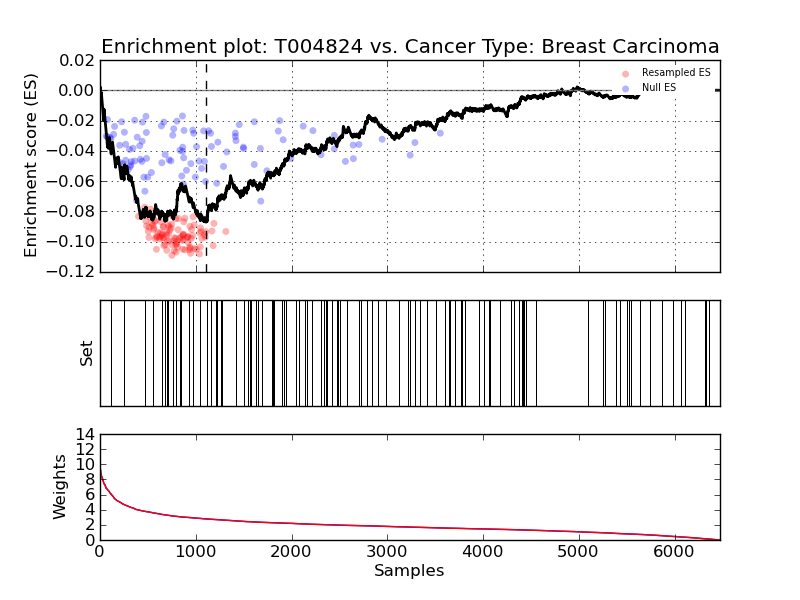 Enrichment plot: T004824 vs. Cancer Type: Breast Carcinoma
Enrichment score (ES)
0.02
0.00
−0.02
−0.04
−0.06
−0.08
−0.10
−0.12
Resampled ES
Null ES
Set
Weights
14
12
10
8
6
4
2
0
0 1000 2000 3000 4000 5000 6000
Samples